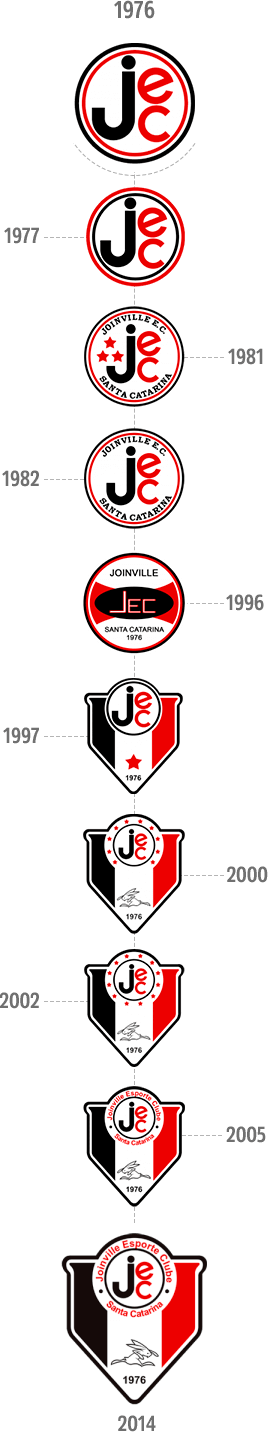 1976
jec
1977
jec
JOINVILLE E.C.
jec
SANTA CATARINA
1981
JOINVILLE E.C.
jec
SANTA CATARINA
1982
JOINVILLE
JEC
SANTA CATARINA
1976
1996
jec
1976
1997
jec
1976
2000
jec
1976
2002
Joinville Esporte Clube
jec
Santa Catarina
1976
2005
Joinville Esporte Clube
jec
Santa Catarina
1976
2014